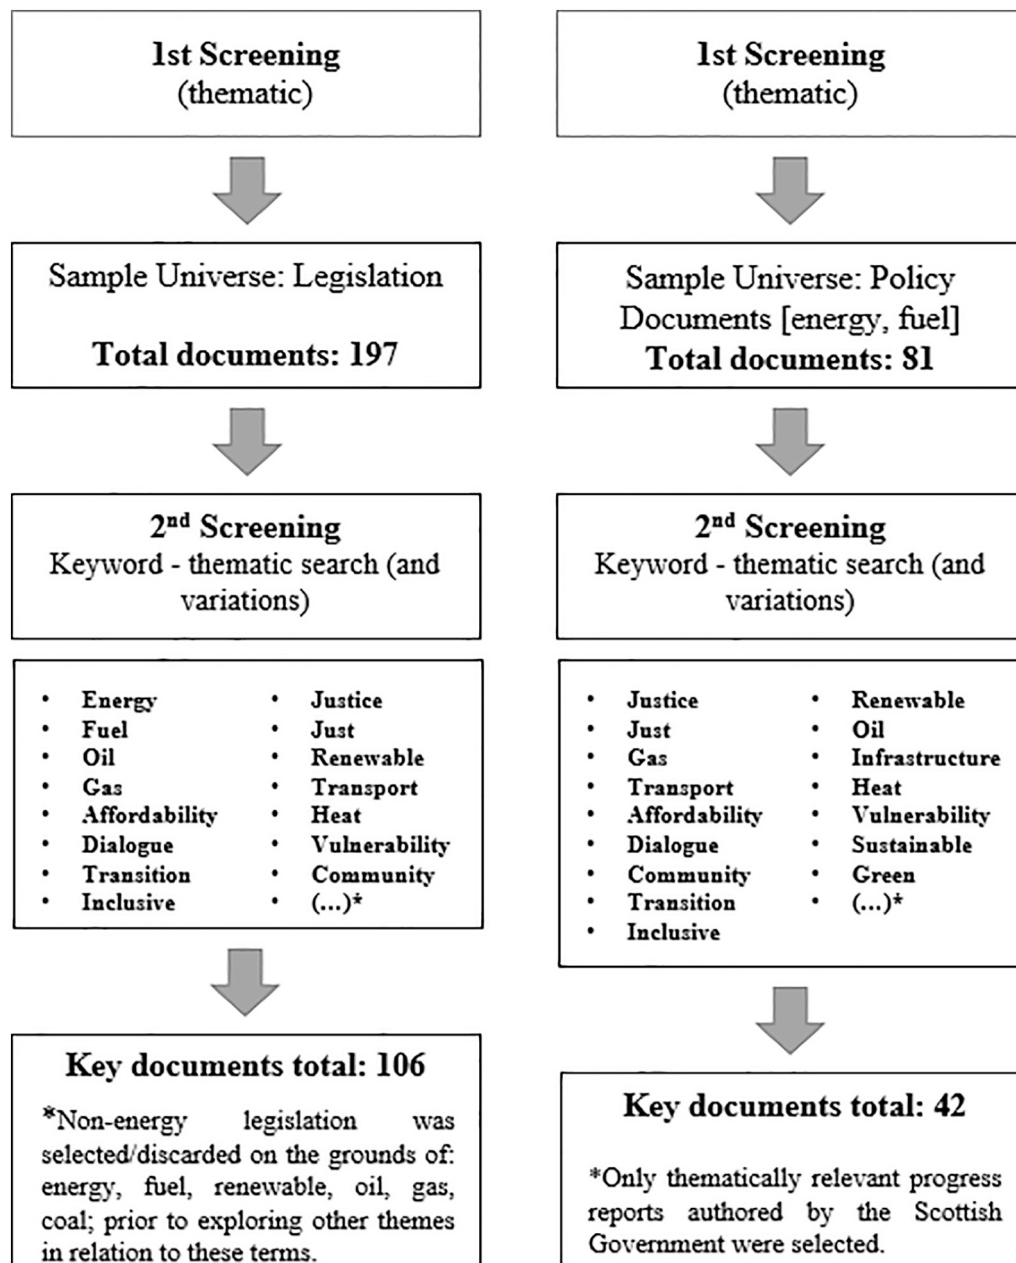 1st Screening
(thematic)
Sample Universe: Legislation
Total documents: 197
2nd Screening
Keyword - thematic search (and
variations)
• Energy
• Fuel
• Oil
• Gas
• Affordability
• Dialogue
• Transition
• Inclusive
• Justice
• Just
• Renewable
• Transport
• Heat
• Vulnerability
• Community
• (...)*
Key documents total: 106
*Non-energy legislation was
selected/discarded on the grounds of:
energy, fuel, renewable, oil, gas,
coal; prior to exploring other themes
in relation to these terms.
1st Screening
(thematic)
Sample Universe: Policy
Documents [energy, fuel]
Total documents: 81
2nd Screening
Keyword - thematic search (and
variations)
• Justice
• Just
• Gas
• Transport
• Affordability
• Dialogue
• Community
• Transition
• Inclusive
• Renewable
• Oil
• Infrastructure
• Heat
• Vulnerability
• Sustainable
• Green
• (...)*
Key documents total: 42
*Only thematically relevant progress
reports authored by the Scottish
Government were selected.